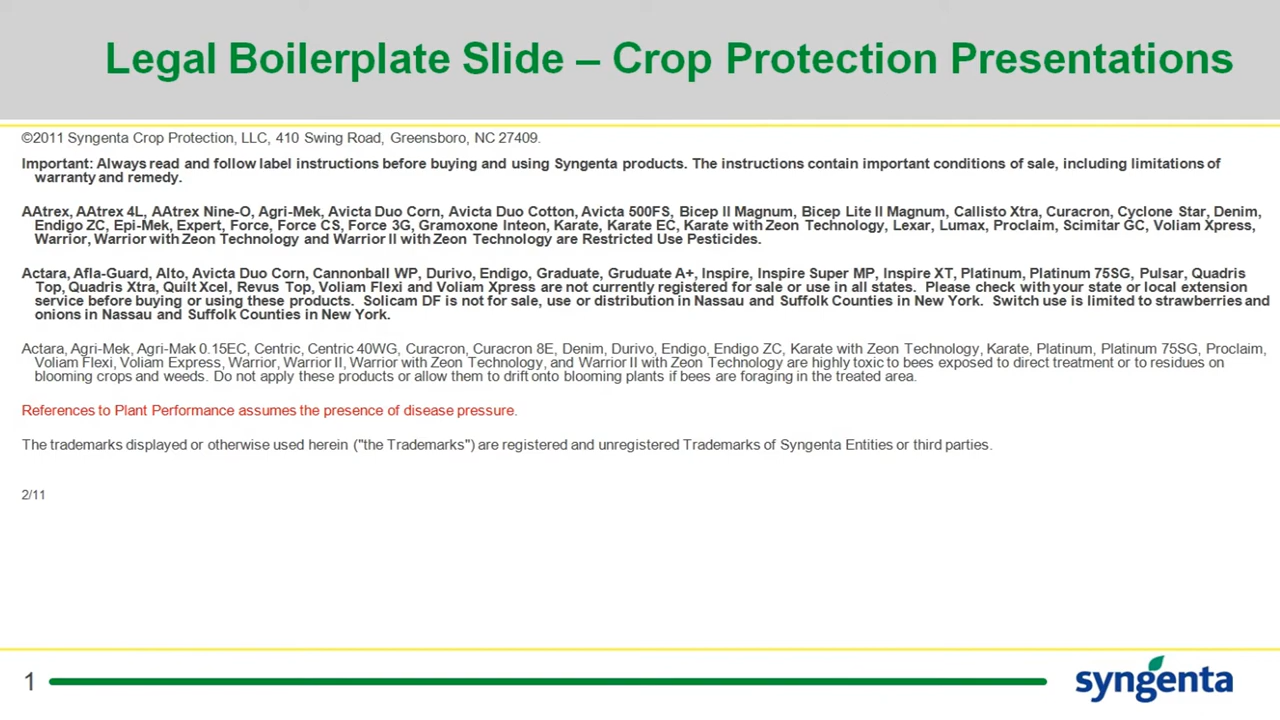 Legal Boilerplate Slide – Crop Protection Presentations
©2011 Syngenta Crop Protection, LLC, 410 Swing Road, Greensboro, NC 27409.
Important: Always read and follow label instructions before buying and using Syngenta products. The instructions contain important conditions of sale, including limitations of
warranty and remedy.
AAtrex, AAtrex 4L, AAtrex Nine-O, Agri-Mek, Avicta Duo Corn, Avicta Duo Cotton, Avicta 500FS, Bicep II Magnum, Bicep Lite II Magnum, Callisto Xtra, Curacron, Cyclone Star, Denim,
Endigo ZC, Epi-Mek, Expert, Force, Force CS, Force 3G, Gramoxone Inteon, Karate, Karate EC, Karate with Zeon Technology, Lexar, Lumax, Proclaim, Scimitar GC, Voliam Xpress,
Warrior, Warrior with Zeon Technology and Warrior II with Zeon Technology are Restricted Use Pesticides.
Actara, Afla-Guard, Alto, Avicta Duo Corn, Cannonball WP, Durivo, Endigo, Graduate, Gruduate A+, Inspire, Inspire Super MP, Inspire XT, Platinum, Platinum 75SG, Pulsar, Quadris
Top, Quadris Xtra, Quilt Xcel, Revus Top, Voliam Flexi and Voliam Xpress are not currently registered for sale or use in all states. Please check with your state or local extension
service before buying or using these products. Solicam DF is not for sale, use or distribution in Nassau and Suffolk Counties in New York. Switch use is limited to strawberries and
onions in Nassau and Suffolk Counties in New York.
Actara, Agri-Mek, Agri-Mak 0.15EC, Centric, Centric 40WG, Curacron, Curacron 8E, Denim, Durivo, Endigo, Endigo ZC, Karate with Zeon Technology, Karate, Platinum, Platinum 75SG, Proclaim,
Voliam Flexi, Voliam Express, Warrior, Warrior II, Warrior with Zeon Technology, and Warrior II with Zeon Technology are highly toxic to bees exposed to direct treatment or to residues on
blooming crops and weeds. Do not apply these products or allow them to drift onto blooming plants if bees are foraging in the treated area.
References to Plant Performance assumes the presence of disease pressure.
The trademarks displayed or otherwise used herein ("the Trademarks") are registered and unregistered Trademarks of Syngenta Entities or third parties.
2/11
1
syngenta